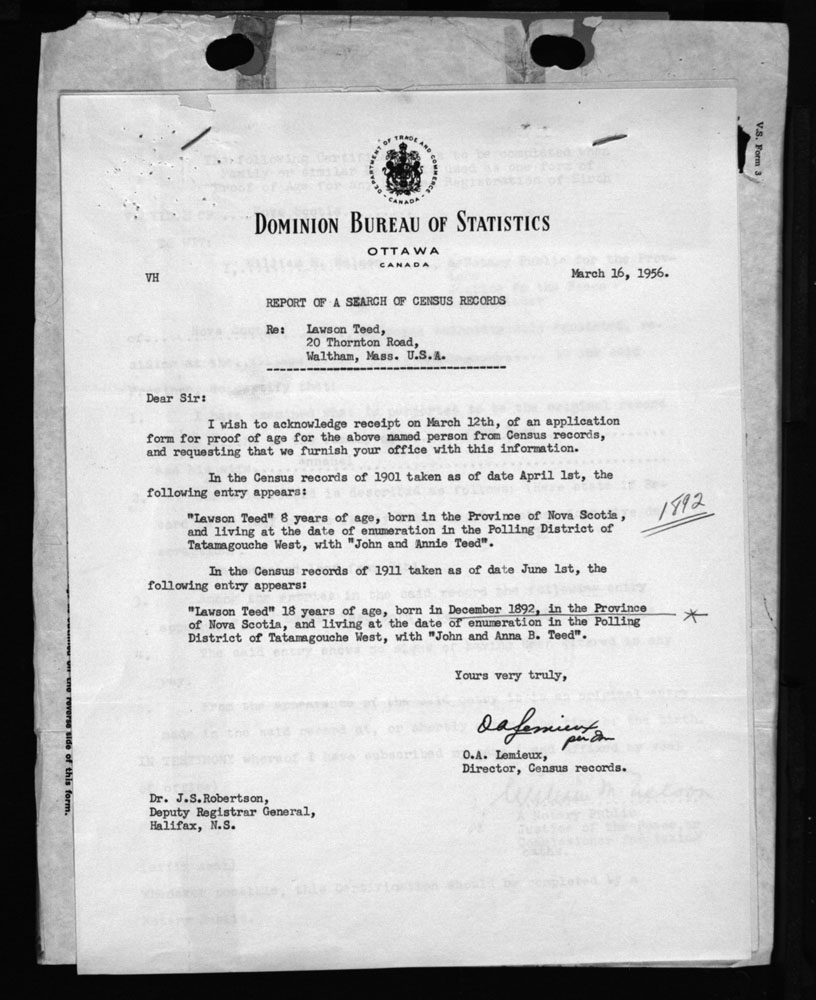 V.S. Form 3
DEPARTMENT OF TRADE AND COMMERCE
CANADA
DOMINION BUREAU OF STATISTICS
OTTAWA
CANADA
VH
March 16, 1956.
REPORT OF A SEARCH OF CENSUS RECORDS
Re: Lawson Teed,
20 Thornton Road,
Waltham, Mass. U.S.A.
Dear Sir:
I wish to acknowledge receipt on March 12th, of an application
form for proof of age for the above named person from Census records,
and requesting that we furnish your office with this information.
In the Census records of 1901 taken as of date April 1st, the
following entry appears:
"Lawson Teed" 8 years of age, born in the Province of Nova Scotia,
and living at the date of enumeration in the Polling District of
Tatamagouche West, with "John and Annie Teed".
1892
In the Census records of 1911 taken as of date June 1st, the
following entry appears:
"Lawson Teed" 18 years of age, born in December 1892, in the Province
of Nova Scotia, and living at the date of enumeration in the Polling
District of Tatamagouche West, with "John and Anna B. Teed".
Yours very truly,
O A Lemieux
O.A. Lemieux,
Director, Census records.
Dr. J.S.Robertson,
Deputy Registrar General,
Halifax, N.S.
on the reverse side of this form.